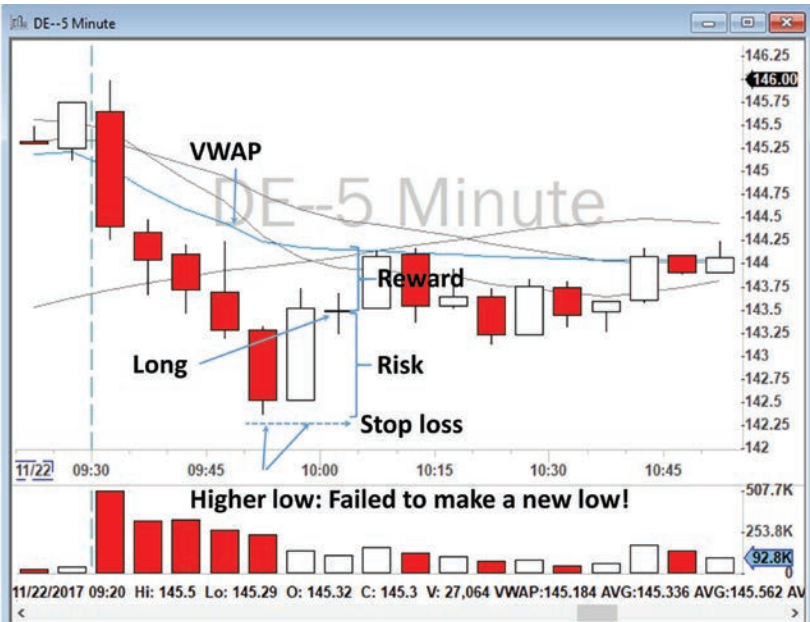 DE--5 Minute
146.25
146.00
145.75
145.5
145.25
145
144.75
144.5
144.25
144
143.75
143.5
143.25
143
142.75
142.5
142.25
142
VWAP
DE--5 Minute
Reward
Long
Risk
Stop loss
11/22 09:30 09:45 10:00 10:15 10:30 10:45
Higher low: Failed to make a new low!
507.7K
253.8K
92.8K
0
11/22/2017 09:20 Hi: 145.5 Lo: 145.29 O: 145.32 C: 145.3 V: 27,064 VWAP:145.184 AVG:145.336 AVG:145.562 AV